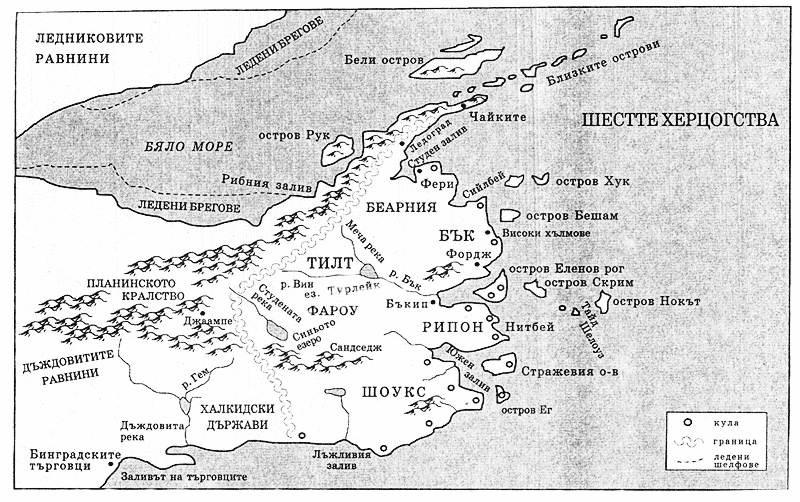 ЛЕДНИКОВИТЕ
РАВНИНИ
ЛЕДЕНИ БРЕГОВЕ
Бели остров
Близките острови
Чайките
ШЕСТТЕ ХЕРЦОГСТВА
остров Рук
БЯЛО МОРЕ
Ледоград
Студен залив
Рибния залив
ЛЕДЕНИ БРЕГОВЕ
Фери
Сийлбей
остров Хук
БЕАРНИЯ
остров Бешам
БЪК
Високи хълмове
Меча река
Фордж
ТИЛТ
р. Бък
остров Еленов рог
остров Скрим
ПЛАНИНСКОТО
КРАЛСТВО
р. Вин
ез. Турлейк
Студената
река
Бъкип
остров Нокът
Джаампе
ФАРОУ
РИПОН
Нитбей
Тайд
Шелоуз
Синьото
езеро
ДЪЖДОВИТИТЕ
РАВНИНИ
Сандседж
Южен
залив
Стражевия о-в
р. Гем
ШОУКС
остров Ег
ХАЛКИДСКИ
ДЪРЖАВИ
Дъждовита
река
Бинградските
търговци
Лъжливия
залив
Заливът на търговците
кула
граница
ледени
шелфове